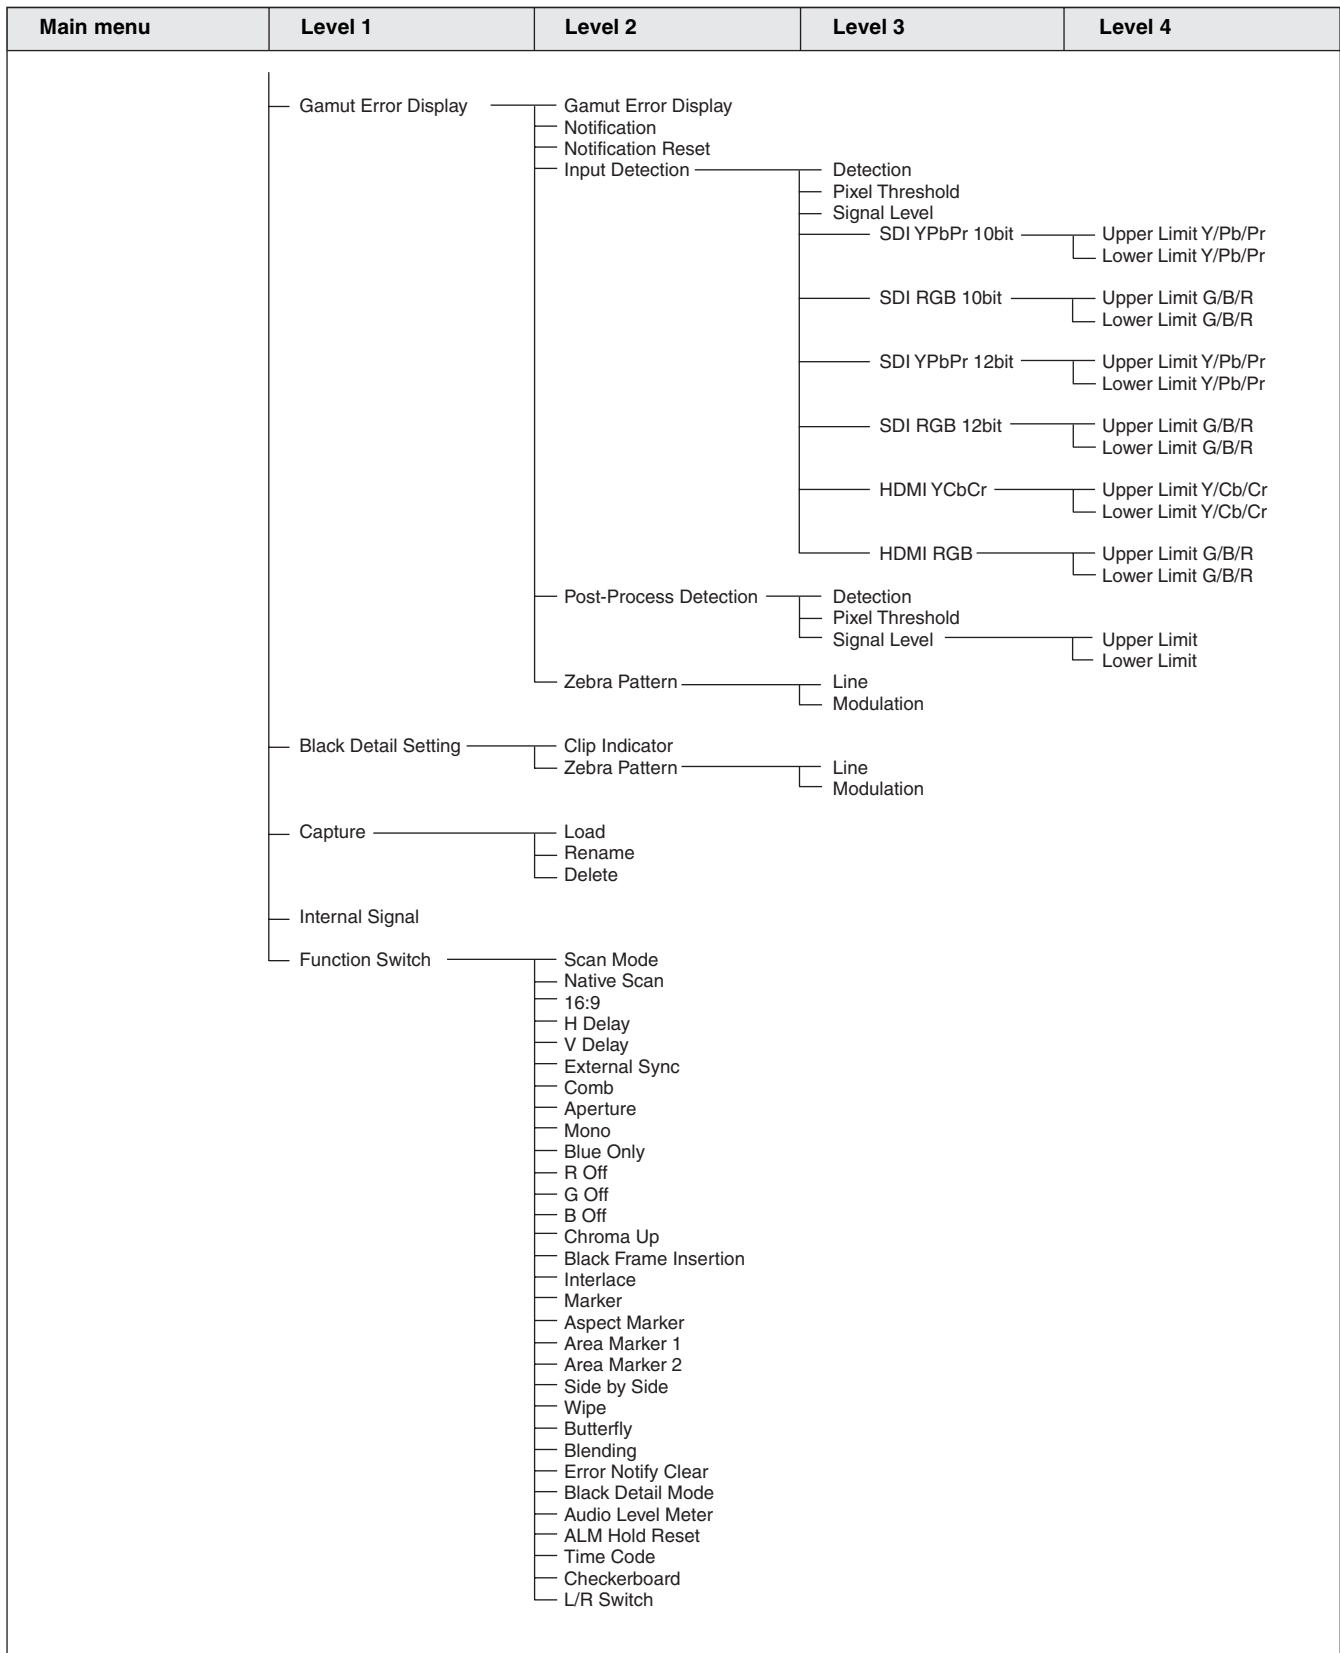 Main menu Level 1 Level 2 Level 3 Level 4
Gamut Error Display Gamut Error Display
Notification
Notification Reset
Input Detection Detection
Pixel Threshold
Signal Level
SDI YPbPr 10bit Upper Limit Y/Pb/Pr
Lower Limit Y/Pb/Pr
SDI RGB 10bit Upper Limit G/B/R
Lower Limit G/B/R
SDI YPbPr 12bit Upper Limit Y/Pb/Pr
Lower Limit Y/Pb/Pr
SDI RGB 12bit Upper Limit G/B/R
Lower Limit G/B/R
HDMI YCbCr Upper Limit Y/Cb/Cr
Lower Limit Y/Cb/Cr
HDMI RGB Upper Limit G/B/R
Lower Limit G/B/R
Post-Process Detection Detection
Pixel Threshold
Signal Level Upper Limit
Lower Limit
Zebra Pattern Line
Modulation
Black Detail Setting Clip Indicator
Zebra Pattern Line
Modulation
Capture Load
Rename
Delete
Internal Signal
Function Switch Scan Mode
Native Scan
16:9
H Delay
V Delay
External Sync
Comb
Aperture
Mono
Blue Only
R Off
G Off
B Off
Chroma Up
Black Frame Insertion
Interlace
Marker
Aspect Marker
Area Marker 1
Area Marker 2
Side by Side
Wipe
Butterfly
Blending
Error Notify Clear
Black Detail Mode
Audio Level Meter
ALM Hold Reset
Time Code
Checkerboard
L/R Switch